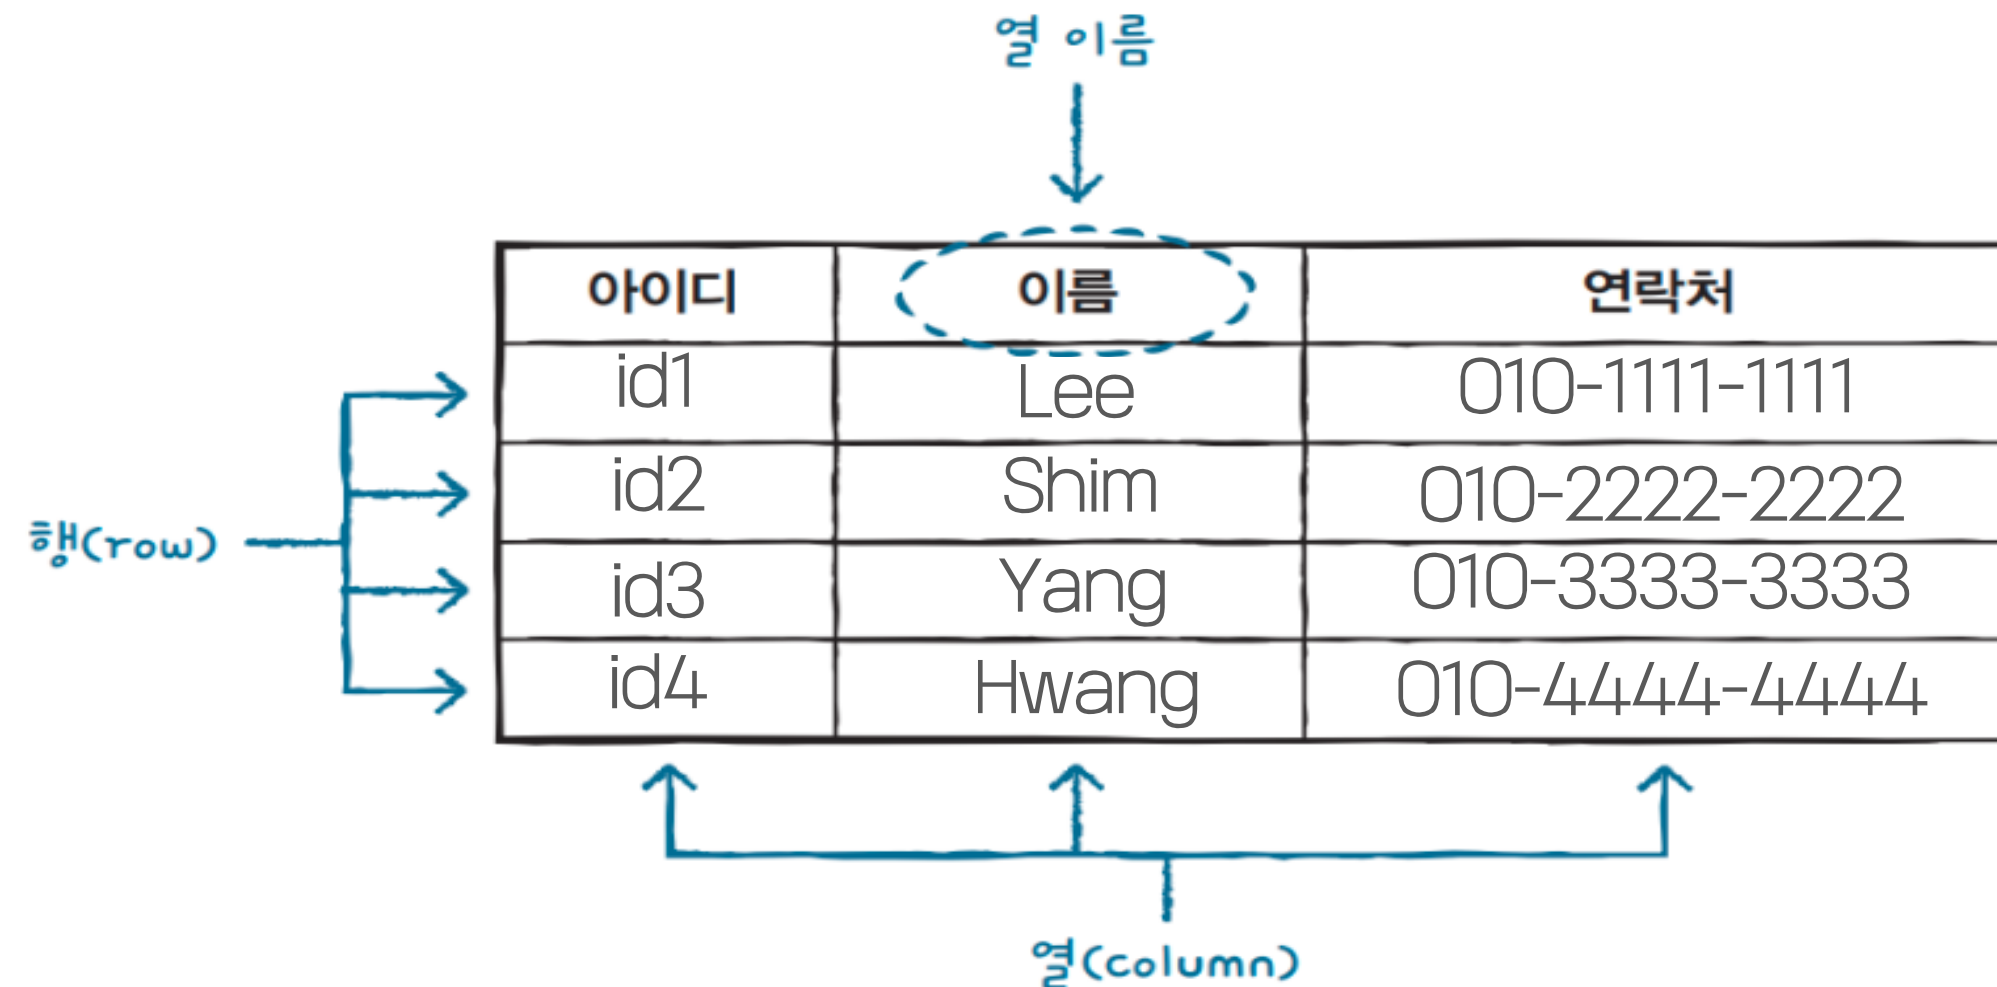 열 이름
아이디 이름 연락처
id1 Lee 010-1111-1111
id2 Shim 010-2222-2222
행(row)
id3 Yang 010-3333-3333
id4 Hwang 010-4444-4444
열(column)